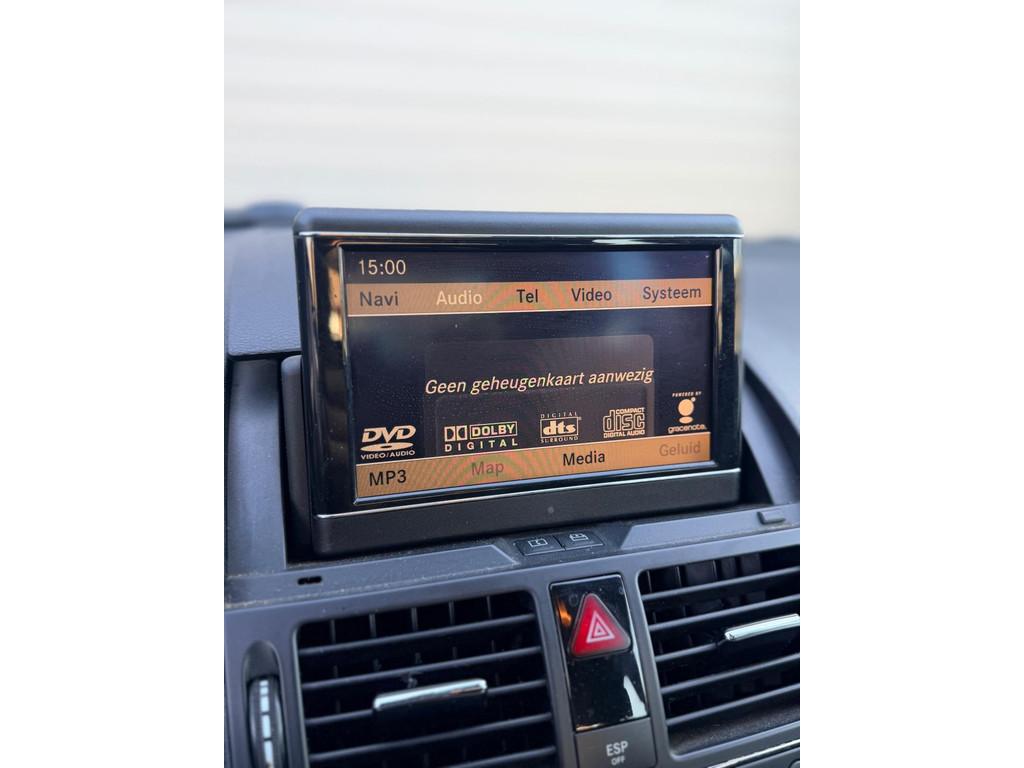 15:00
Navi Audio Tel Video Systeem
Geen geheugenkaart aanwezig
DVD
VIDEO/AUDIO
DOLBY
DIGITAL
DIGITAL
dts
SURROUND
COMPACT
disc
DIGITAL AUDIO
POWERED BY
gracenote.
MP3 Map Media Geluid
ESP
OFF